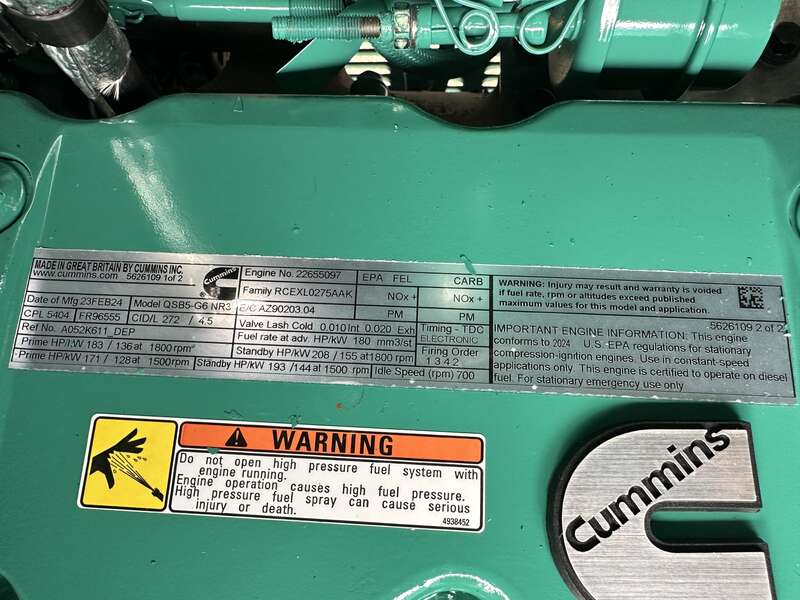 MADE IN GREAT BRITAIN BY CUMMINS INC.
www.cummins.com 5626109 1of 2
Cummins
Date of Mfg 23FEB24 Model QSB5-G6 NR3
CPL 5404 FR96555 CID/L 272 / 4.5
Ref No. A052K611_DEP
Prime HP/kW 183 / 136 at 1800 rpm
Prime HP/kW 171 / 128 at 1500rpm
Engine No. 22655097
Family RCEXL0275AAK
E/C AZ90203.04
Valve Lash Cold 0.010 Int 0.020 Exh
Fuel rate at adv. HP/kW 180 mm3/st
Standby HP/kW 208 / 155 at1800 rpm
Standby HP/kW 193 / 144 at 1500 rpm
EPA FEL CARB
NOx + NOx +
PM PM
Timing - TDC
ELECTRONIC
Firing Order
1 3 4 2
Idle Speed (rpm) 700
WARNING: Injury may result and warranty is voided
if fuel rate, rpm or altitudes exceed published
maximum values for this model and application.
5626109 2 of 2
IMPORTANT ENGINE INFORMATION. This engine
conforms to 2024 U.S-EPA regulations for stationary
compression-ignition engines. Use in constant-speed
applications only. This engine is certified to operate on diesel
fuel. For stationary emergency use only
WARNING
Do not open high pressure fuel system with
engine running.
Engine operation causes high fuel pressure.
High pressure fuel spray can cause serious
injury or death.
4938452
Cummins